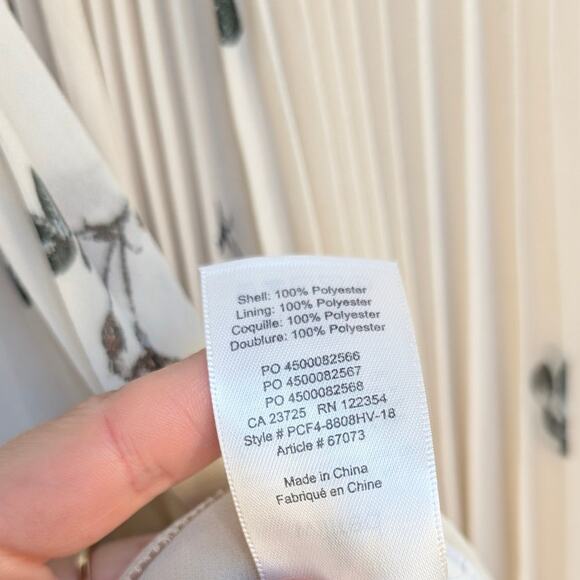 Shell: 100% Polyester
Lining: 100% Polyester
Coquille: 100% Polyester
Doublure: 100% Polyester
PO 4500082566
PO 4500082567
PO 4500082568
CA 23725 RN 122354
Style # PCF4-8808HV-18
Article # 67073
Made in China
Fabriqué en Chine